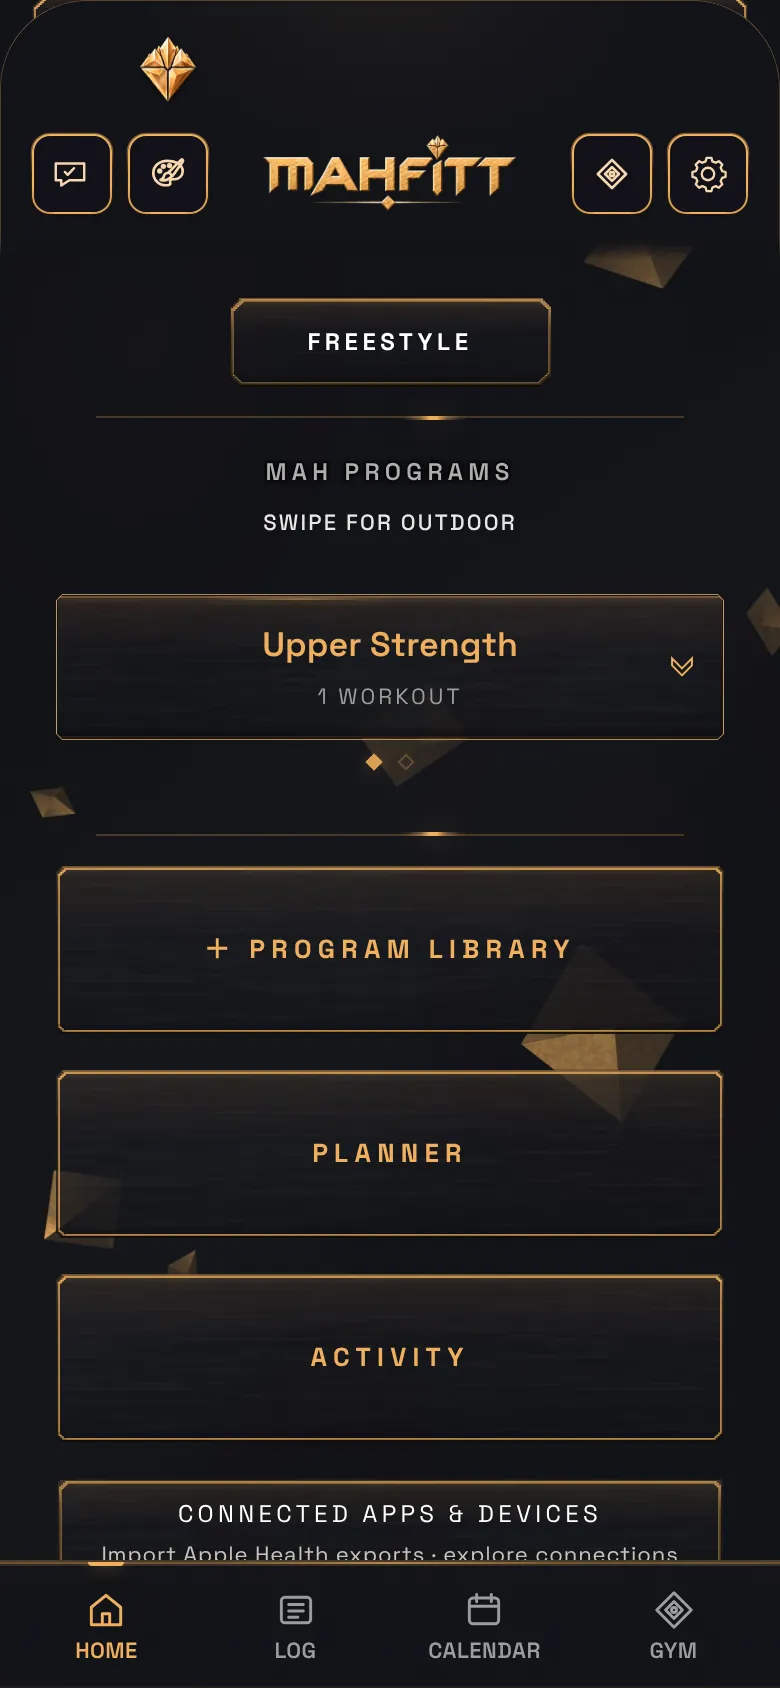 MAHFITT
FREESTYLE
MAH PROGRAMS
SWIPE FOR OUTDOOR
Upper Strength
1 WORKOUT
+ PROGRAM LIBRARY
PLANNER
ACTIVITY
CONNECTED APPS & DEVICES
Import Apple Health exports · explore connections
HOME
LOG
CALENDAR
GYM